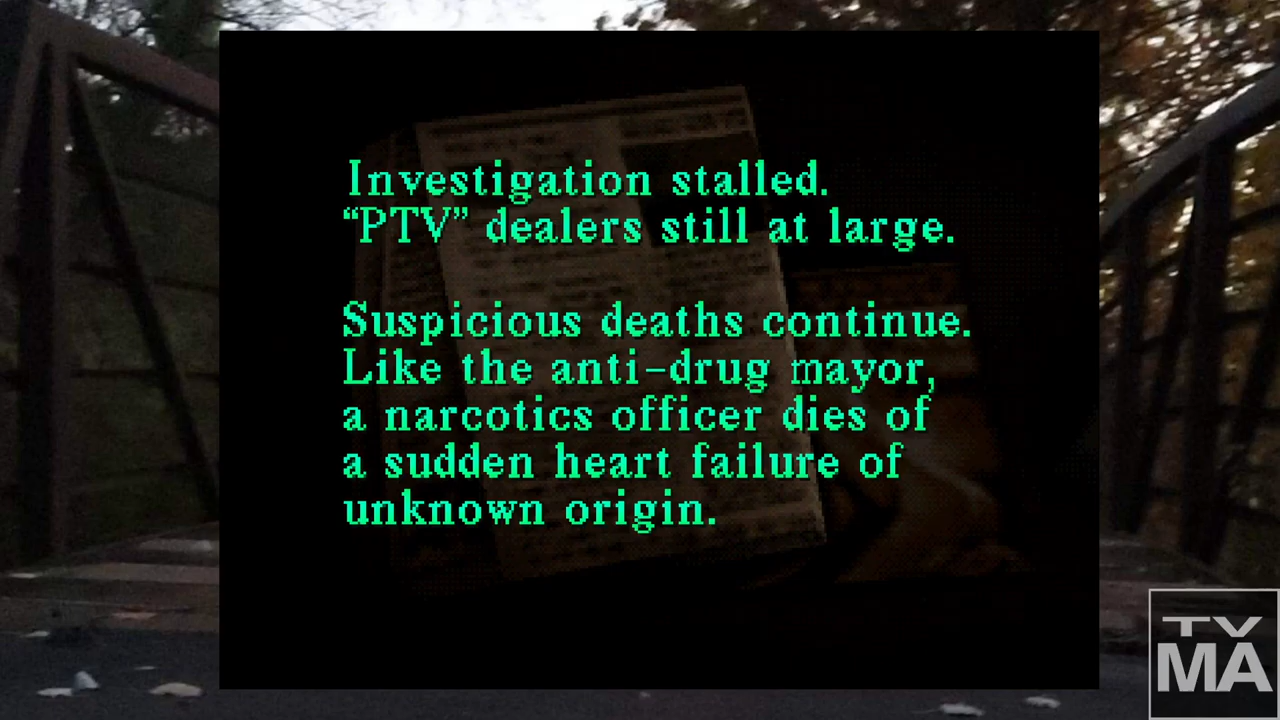 Investigation stalled.
“PTV” dealers still at large.
Suspicious deaths continue.
Like the anti-drug mayor,
a narcotics officer dies of
a sudden heart failure of
unknown origin.
TV
MA